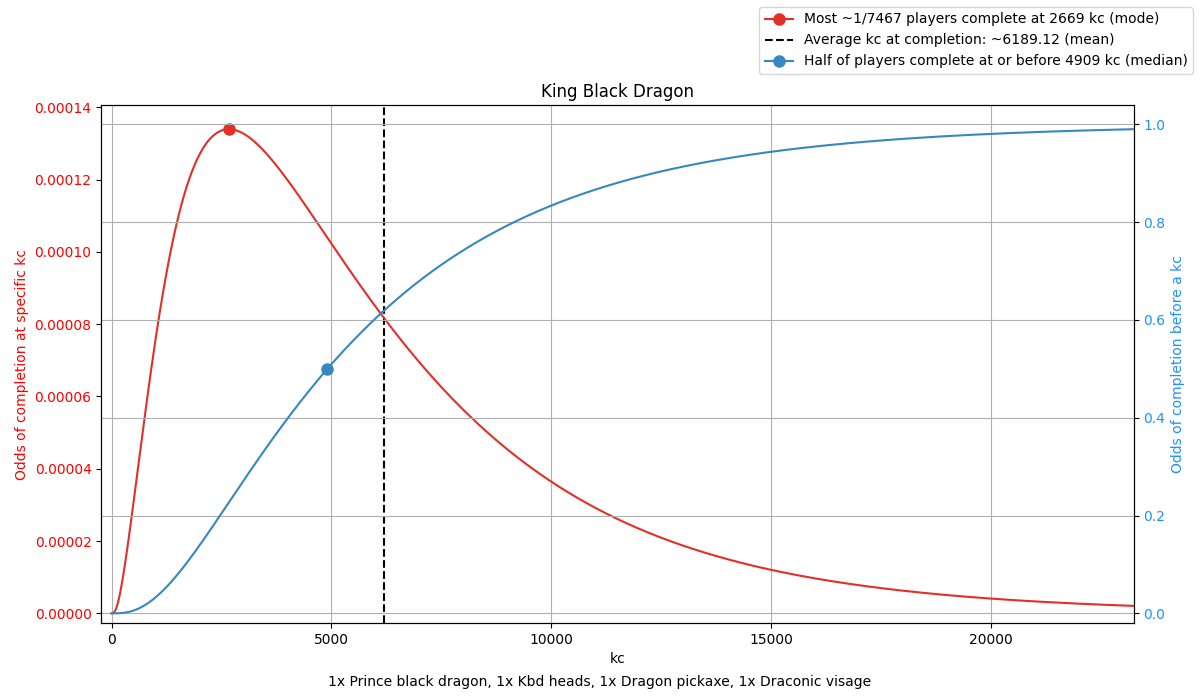 Most ~1/7467 players complete at 2669 kc (mode)
Average kc at completion: ~6189.12 (mean)
Half of players complete at or before 4909 kc (median)
King Black Dragon
0.00014
0.00012
0.00010
0.00008
0.00006
0.00004
0.00002
0.00000
Odds of completion at specific kc
1.0
0.8
0.6
0.4
0.2
0.0
Odds of completion before a kc
0 5000 10000 15000 20000
kc
1x Prince black dragon, 1x Kbd heads, 1x Dragon pickaxe, 1x Draconic visage